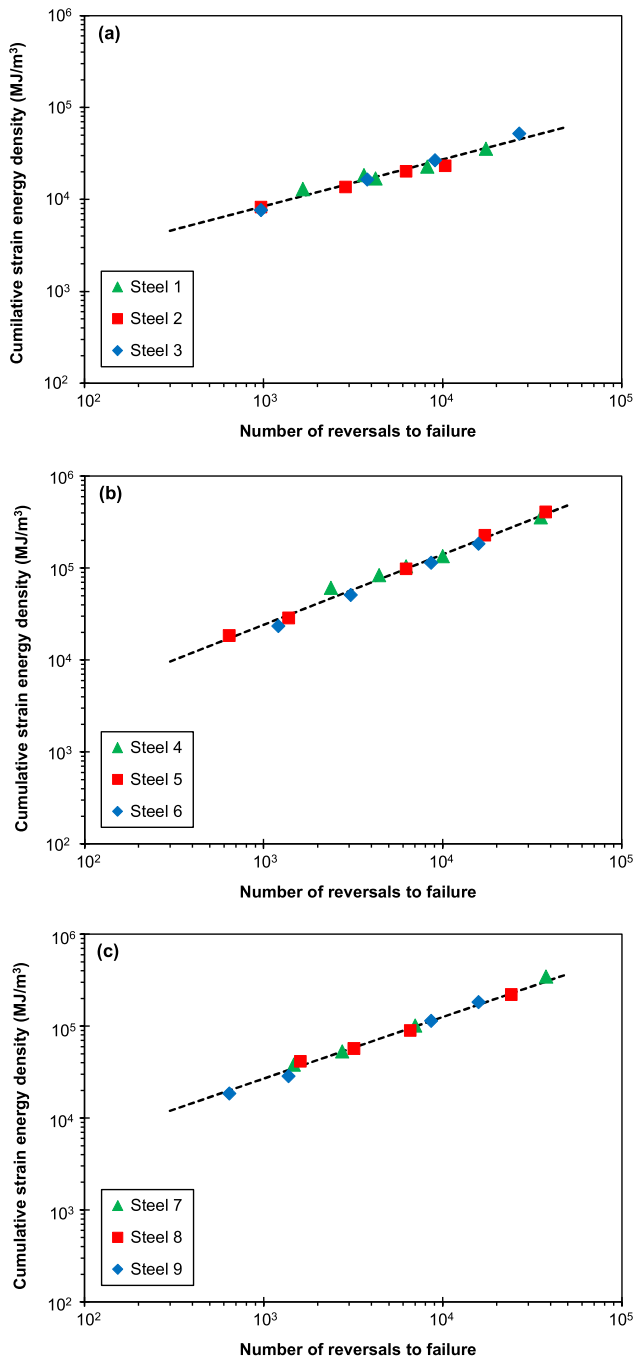 (a)
Cumilative strain energy density (MJ/m³)
10⁶
10⁵
10⁴
10³
10²
Steel 1
Steel 2
Steel 3
10² 10³ 10⁴ 10⁵
Number of reversals to failure
(b)
Cumulative strain energy density (MJ/m³)
10⁶
10⁵
10⁴
10³
10²
Steel 4
Steel 5
Steel 6
10² 10³ 10⁴ 10⁵
Number of reversals to failure
(c)
Cumulative strain energy density (MJ/m³)
10⁶
10⁵
10⁴
10³
10²
Steel 7
Steel 8
Steel 9
10² 10³ 10⁴ 10⁵
Number of reversals to failure